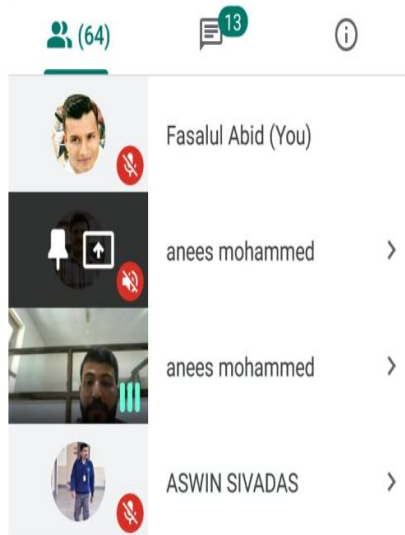 (64)
13
Fasalul Abid (You)
anees mohammed
anees mohammed
ASWIN SIVADAS